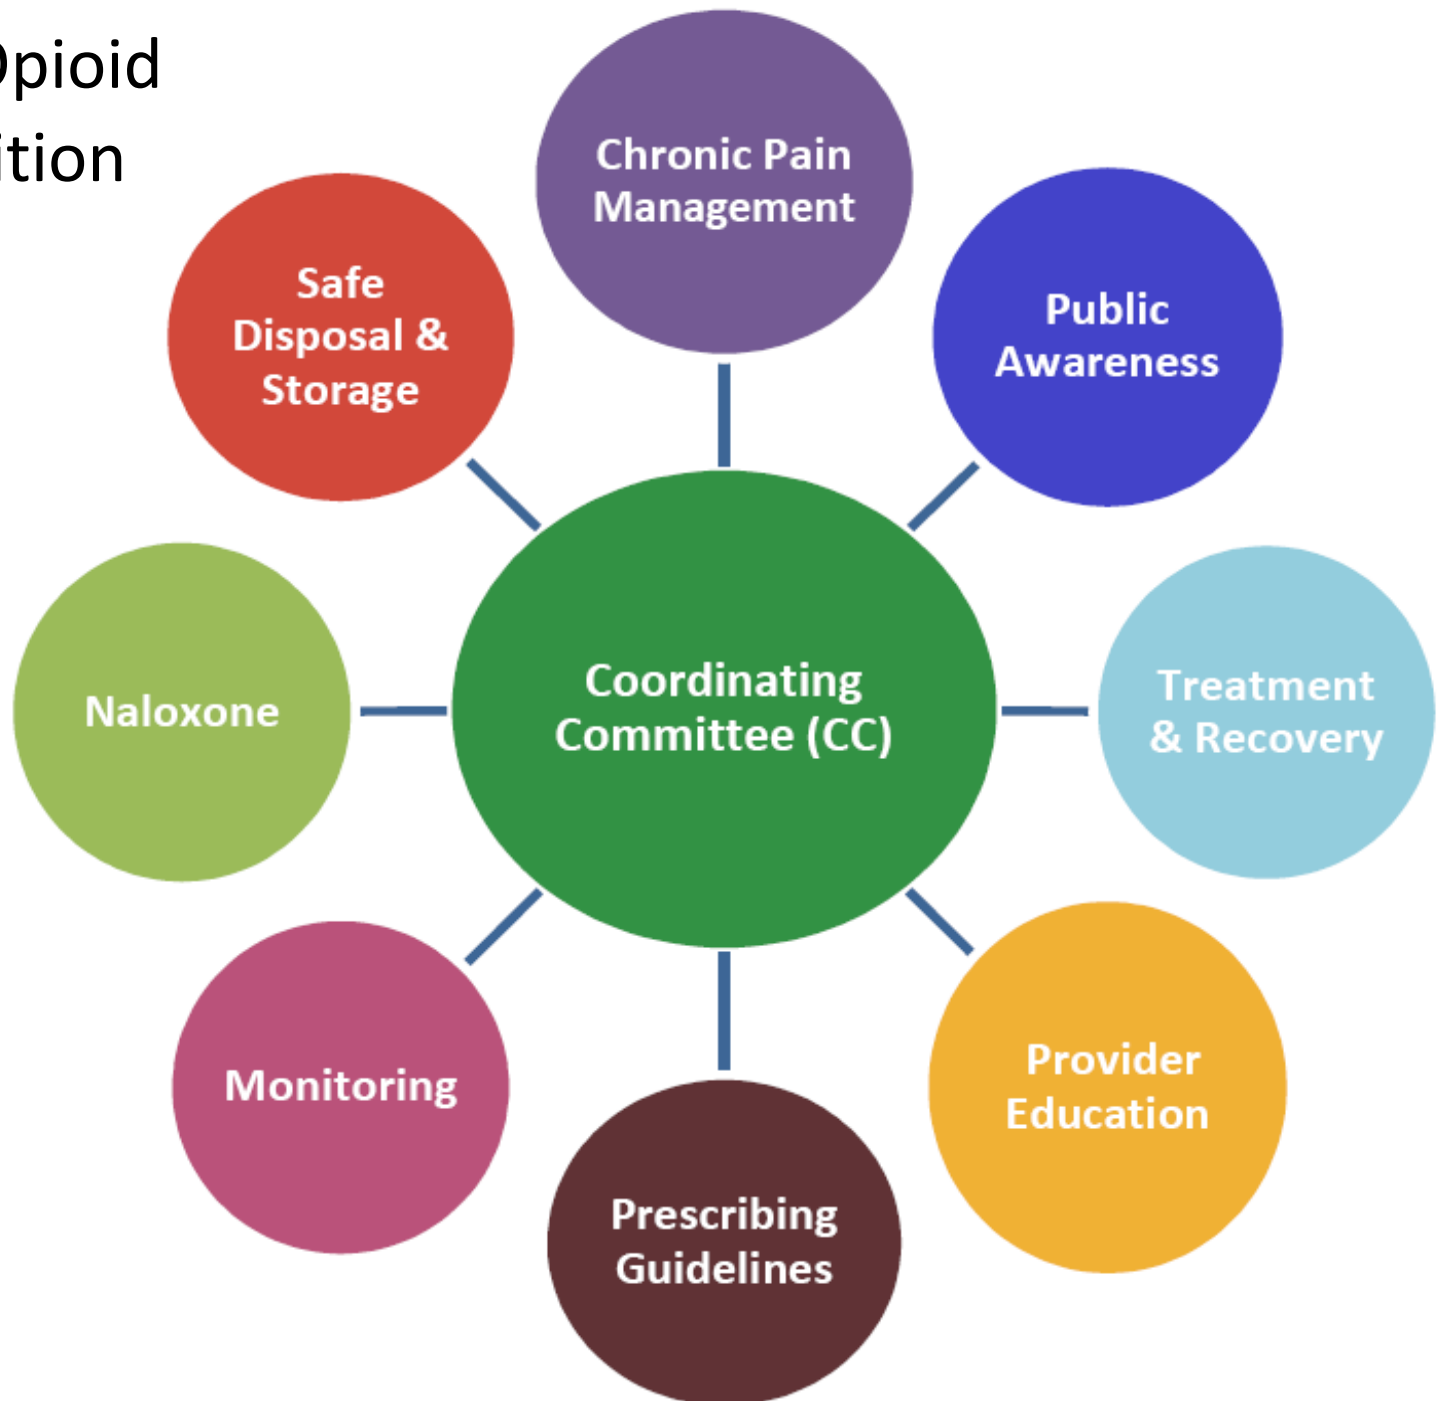 pioid
ition
Chronic Pain
Management
Public
Awareness
Safe
Disposal &
Storage
Treatment
& Recovery
Coordinating
Committee (CC)
Naloxone
Provider
Education
Monitoring
Prescribing
Guidelines